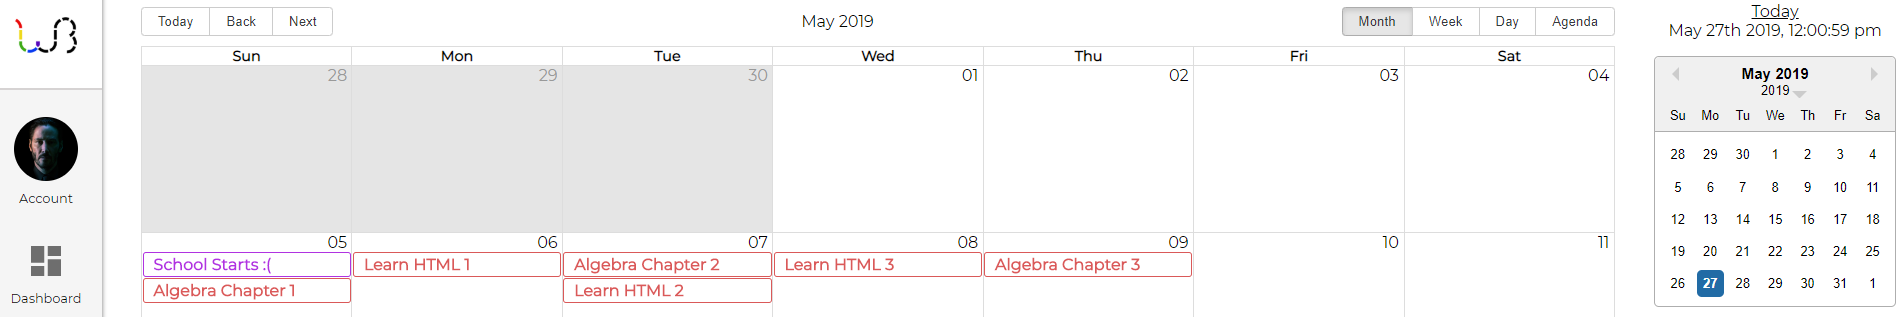 WB
Account
Dashboard
Today Back Next
May 2019
Month Week Day Agenda
Sun Mon Tue Wed Thu Fri Sat
28 29 30 01 02 03 04
05 06 07 08 09 10 11
School Starts :( Learn HTML 1 Algebra Chapter 2 Learn HTML 3 Algebra Chapter 3
Algebra Chapter 1 Learn HTML 2
Today
May 27th 2019, 12:00:59 pm
May 2019
2019
Su Mo Tu We Th Fr Sa
28 29 30 1 2 3 4
5 6 7 8 9 10 11
12 13 14 15 16 17 18
19 20 21 22 23 24 25
26 27 28 29 30 31 1